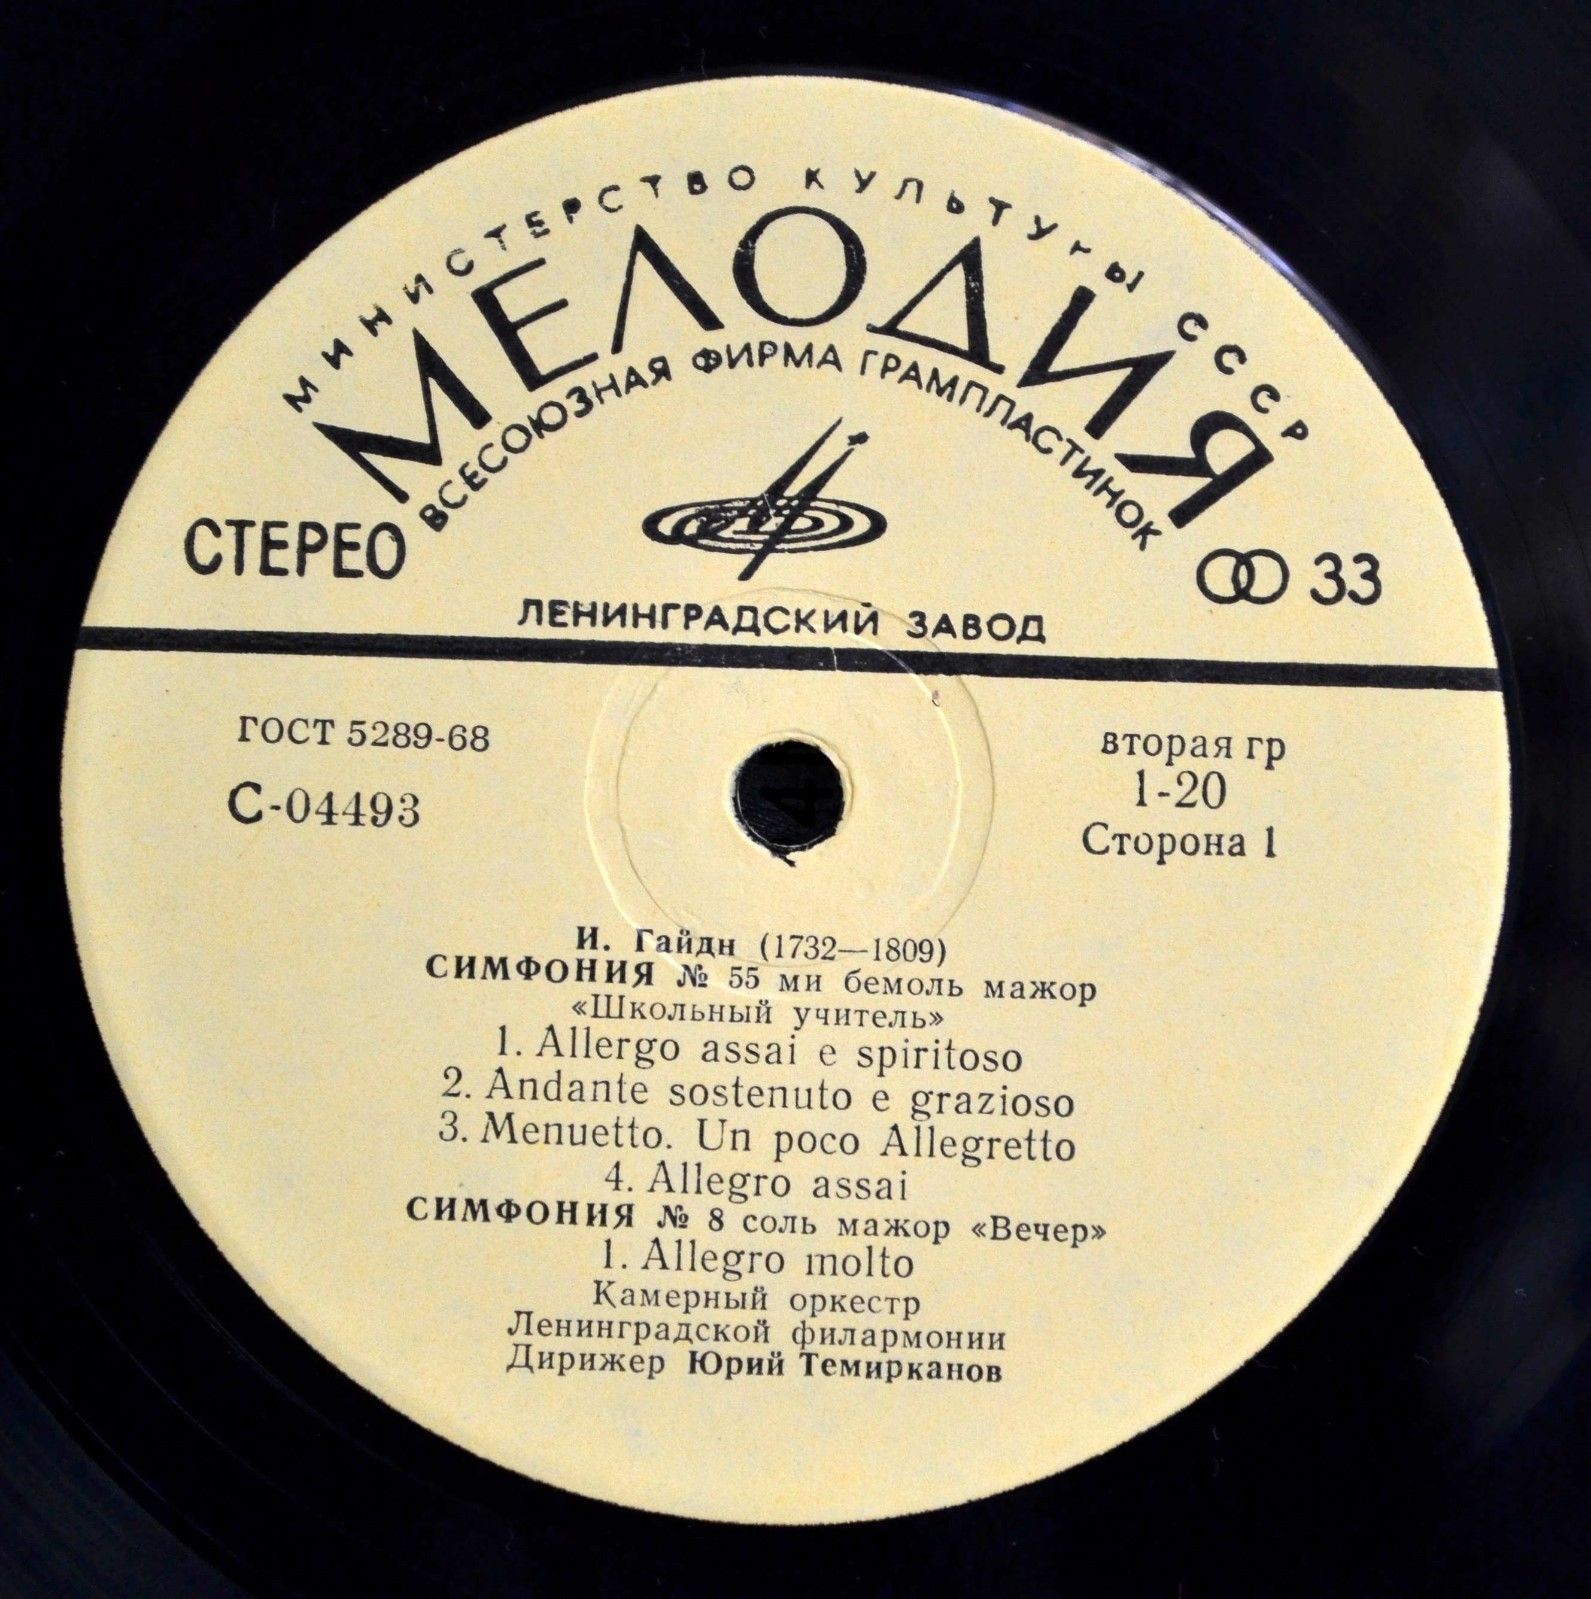 МИНИСТЕРСТВО КУЛЬТУРЫ СССР
МЕЛОДИЯ
ВСЕСОЮЗНАЯ ФИРМА ГРАМПЛАСТИНОК
СТЕРЕО
33
ЛЕНИНГРАДСКИЙ ЗАВОД
ГОСТ 5289-68
С-04493
вторая гр
1-20
Сторона 1
И. Гайдн (1732—1809)
СИМФОНИЯ № 55 ми бемоль мажор
«Школьный учитель»
1. Allergo assai e spiritoso
2. Andante sostenuto e grazioso
3. Menuetto. Un poco Allegretto
4. Allegro assai
СИМФОНИЯ № 8 соль мажор «Вечер»
1. Allegro molto
Камерный оркестр
Ленинградской филармонии
Дирижер Юрий Темирканов